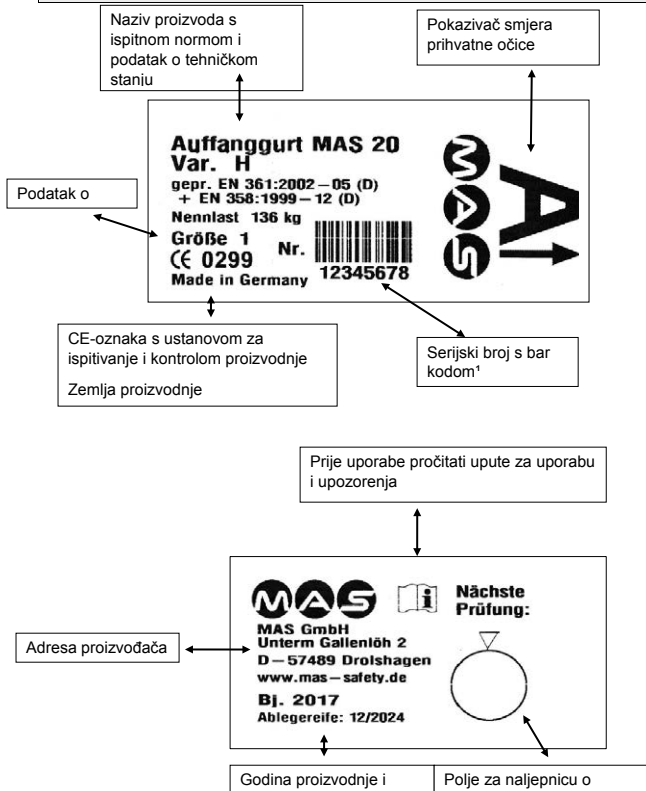 Naziv proizvoda s
ispitnom normom i
podatak o tehničkom
stanju
Pokazivač smjera
prihvatne očice
Auffanggurt MAS 20
Var. H
gepr. EN 361:2002 – 05 (D)
+ EN 358:1999 – 12 (D)
Nennlast 136 kg
Größe 1
CE 0299
Nr.
12345678
Made in Germany
MAS
A
Podatak o
CE-oznaka s ustanovom za
ispitivanje i kontrolom proizvodnje
Zemlja proizvodnje
Serijski broj s bar
kodom¹
Prije uporabe pročitati upute za uporabu
i upozorenja
MAS
i
Nächste
Prüfung:
MAS GmbH
Unterm Gallenlöh 2
D – 57489 Drolshagen
www.mas–safety.de
Bj. 2017
Ablegereife: 12/2024
Adresa proizvođača
Godina proizvodnje i
Polje za naljepnicu o